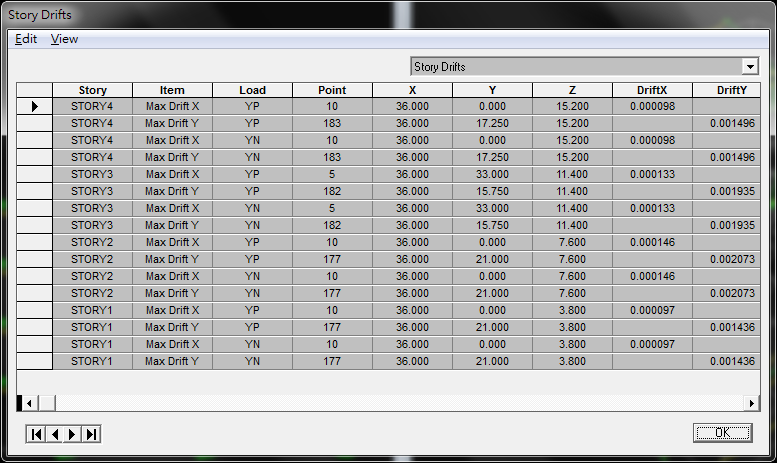 Story Drifts
Edit View
Story Drifts
Story Item Load Point X Y Z DriftX DriftY
STORY4 Max Drift X YP 10 36.000 0.000 15.200 0.000098
STORY4 Max Drift Y YP 183 36.000 17.250 15.200 0.001496
STORY4 Max Drift X YN 10 36.000 0.000 15.200 0.000098
STORY4 Max Drift Y YN 183 36.000 17.250 15.200 0.001496
STORY3 Max Drift X YP 5 36.000 33.000 11.400 0.000133
STORY3 Max Drift Y YP 182 36.000 15.750 11.400 0.001935
STORY3 Max Drift X YN 5 36.000 33.000 11.400 0.000133
STORY3 Max Drift Y YN 182 36.000 15.750 11.400 0.001935
STORY2 Max Drift X YP 10 36.000 0.000 7.600 0.000146
STORY2 Max Drift Y YP 177 36.000 21.000 7.600 0.002073
STORY2 Max Drift X YN 10 36.000 0.000 7.600 0.000146
STORY2 Max Drift Y YN 177 36.000 21.000 7.600 0.002073
STORY1 Max Drift X YP 10 36.000 0.000 3.800 0.000097
STORY1 Max Drift Y YP 177 36.000 21.000 3.800 0.001436
STORY1 Max Drift X YN 10 36.000 0.000 3.800 0.000097
STORY1 Max Drift Y YN 177 36.000 21.000 3.800 0.001436
OK